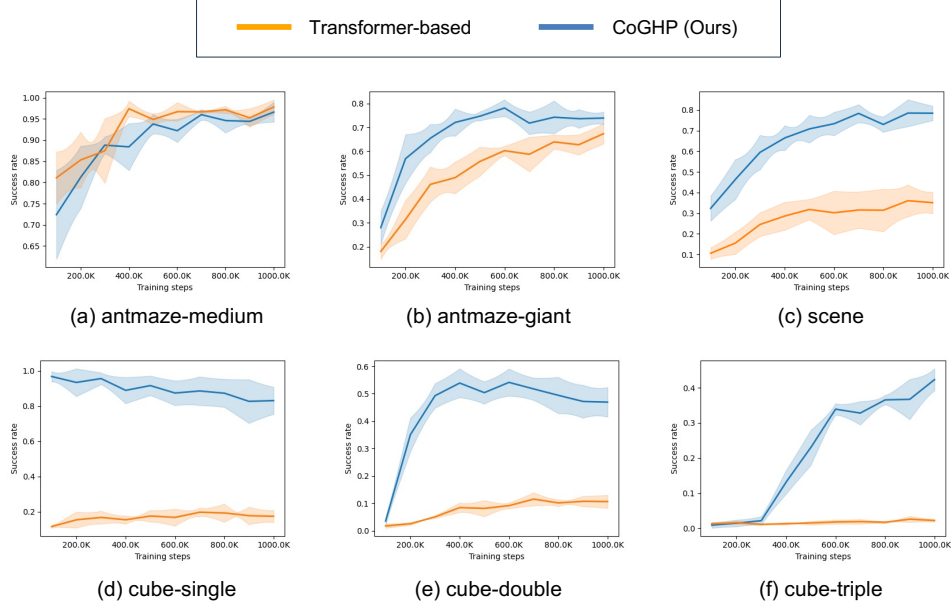 Transformer-based CoGHP (Ours)
1.00
0.95
0.90
0.85
0.80
0.75
0.70
0.65
Success rate
200.0K 400.0K 600.0K 800.0K 1000.0K
Training steps
(a) antmaze-medium
0.8
0.7
0.6
0.5
0.4
0.3
0.2
Success rate
200.0K 400.0K 600.0K 800.0K 1000.0K
Training steps
(b) antmaze-giant
0.8
0.7
0.6
0.5
0.4
0.3
0.2
0.1
Success rate
200.0K 400.0K 600.0K 800.0K 1000.0K
Training steps
(c) scene
1.0
0.8
0.6
0.4
0.2
Success rate
200.0K 400.0K 600.0K 800.0K 1000.0K
Training steps
(d) cube-single
0.6
0.5
0.4
0.3
0.2
0.1
0.0
Success rate
200.0K 400.0K 600.0K 800.0K 1000.0K
Training steps
(e) cube-double
0.4
0.3
0.2
0.1
0.0
Success rate
200.0K 400.0K 600.0K 800.0K 1000.0K
Training steps
(f) cube-triple